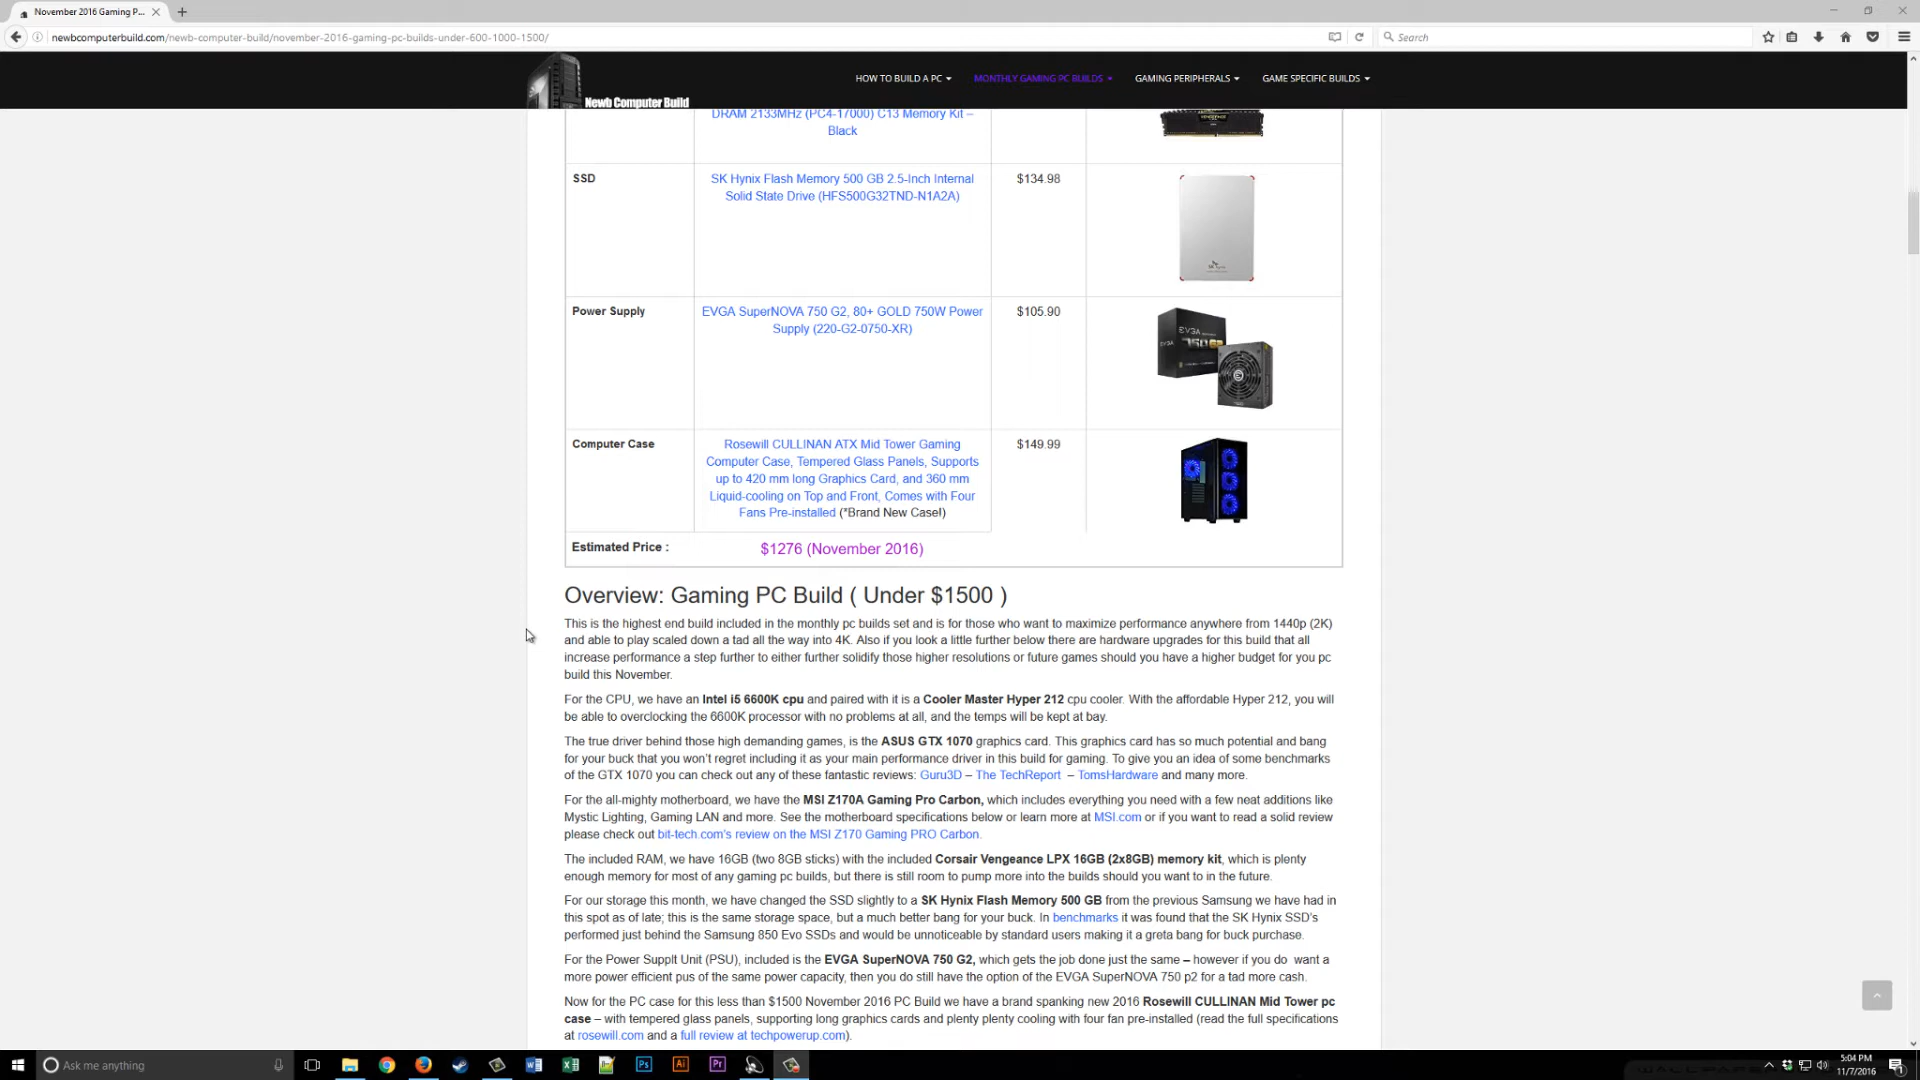 November 2016 Gaming P...
newbcomputerbuild.com/newb-computer-build/november-2016-gaming-pc-builds-under-600-1000-1500/
Search
Newb Computer Build
HOW TO BUILD A PC
MONTHLY GAMING PC BUILDS
GAMING PERIPHERALS
GAME SPECIFIC BUILDS
DRAM 2133MHz (PC4-17000) C13 Memory Kit –
Black
SSD
SK Hynix Flash Memory 500 GB 2.5-Inch Internal
Solid State Drive (HFS500G32TND-N1A2A)
$134.98
Power Supply
EVGA SuperNOVA 750 G2, 80+ GOLD 750W Power
Supply (220-G2-0750-XR)
$105.90
EVGA
Computer Case
Rosewill CULLINAN ATX Mid Tower Gaming
Computer Case, Tempered Glass Panels, Supports
up to 420 mm long Graphics Card, and 360 mm
Liquid-cooling on Top and Front, Comes with Four
Fans Pre-installed (*Brand New Case!)
$149.99
Estimated Price :
$1276 (November 2016)
Overview: Gaming PC Build ( Under $1500 )
This is the highest end build included in the monthly pc builds set and is for those who want to maximize performance anywhere from 1440p (2K)
and able to play scaled down a tad all the way into 4K. Also if you look a little further below there are hardware upgrades for this build that all
increase performance a step further to either further solidify those higher resolutions or future games should you have a higher budget for you pc
build this November.
For the CPU, we have an Intel i5 6600K cpu and paired with it is a Cooler Master Hyper 212 cpu cooler. With the affordable Hyper 212, you will
be able to overclocking the 6600K processor with no problems at all, and the temps will be kept at bay.
The true driver behind those high demanding games, is the ASUS GTX 1070 graphics card. This graphics card has so much potential and bang
for your buck that you won't regret including it as your main performance driver in this build for gaming. To give you an idea of some benchmarks
of the GTX 1070 you can check out any of these fantastic reviews: Guru3D – The TechReport – TomsHardware and many more.
For the all-mighty motherboard, we have the MSI Z170A Gaming Pro Carbon, which includes everything you need with a few neat additions like
Mystic Lighting, Gaming LAN and more. See the motherboard specifications below or learn more at MSI.com or if you want to read a solid review
please check out bit-tech.com's review on the MSI Z170 Gaming PRO Carbon.
The included RAM, we have 16GB (two 8GB sticks) with the included Corsair Vengeance LPX 16GB (2x8GB) memory kit, which is plenty
enough memory for most of any gaming pc builds, but there is still room to pump more into the builds should you want to in the future.
For our storage this month, we have changed the SSD slightly to a SK Hynix Flash Memory 500 GB from the previous Samsung we have had in
this spot as of late; this is the same storage space, but a much better bang for your buck. In benchmarks it was found that the SK Hynix SSD's
performed just behind the Samsung 850 Evo SSDs and would be unnoticeable by standard users making it a greta bang for buck purchase.
For the Power Supplt Unit (PSU), included is the EVGA SuperNOVA 750 G2, which gets the job done just the same – however if you do want a
more power efficient pus of the same power capacity, then you do still have the option of the EVGA SuperNOVA 750 p2 for a tad more cash.
Now for the PC case for this less than $1500 November 2016 PC Build we have a brand spanking new 2016 Rosewill CULLINAN Mid Tower pc
case – with tempered glass panels, supporting long graphics cards and plenty plenty cooling with four fan pre-installed (read the full specifications
at rosewill.com and a full review at techpowerup.com).
Ask me anything
Ps
Ai
Pr
5:04 PM
11/7/2016